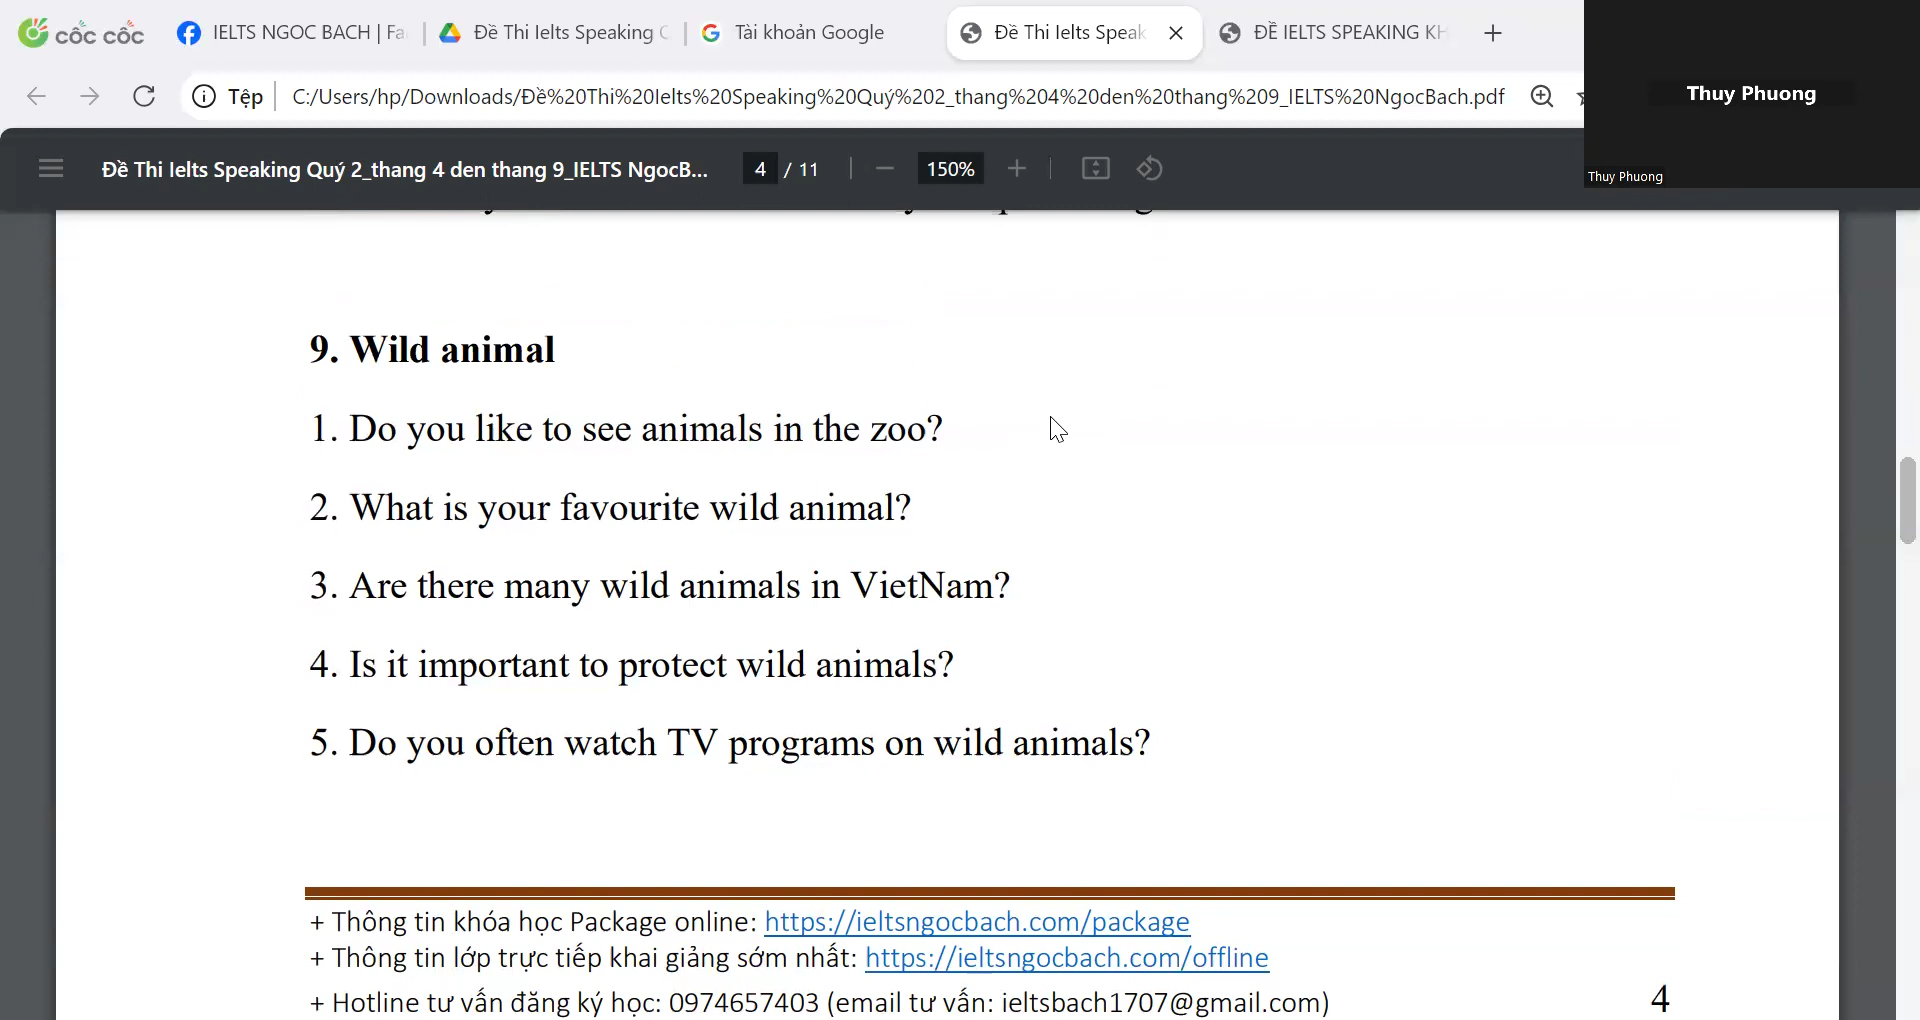 cốc cốc
IELTS NGOC BACH | Fa
Đề Thi Ielts Speaking
Tài khoản Google
Đề Thi Ielts Speak
ĐỀ IELTS SPEAKING KH
Tệp
C:/Users/hp/Downloads/Đề%20Thi%20Ielts%20Speaking%20Quý%202_thang%204%20den%20thang%209_IELTS%20NgocBach.pdf
Thuy Phuong
Thuy Phuong
Đề Thi Ielts Speaking Quý 2_thang 4 den thang 9_IELTS NgocB...
4 / 11
150%
9. Wild animal
1. Do you like to see animals in the zoo?
2. What is your favourite wild animal?
3. Are there many wild animals in VietNam?
4. Is it important to protect wild animals?
5. Do you often watch TV programs on wild animals?
+ Thông tin khóa học Package online: https://ieltsngocbach.com/package
+ Thông tin lớp trực tiếp khai giảng sớm nhất: https://ieltsngocbach.com/offline
+ Hotline tư vấn đăng ký học: 0974657403 (email tư vấn: ieltsbach1707@gmail.com)
4